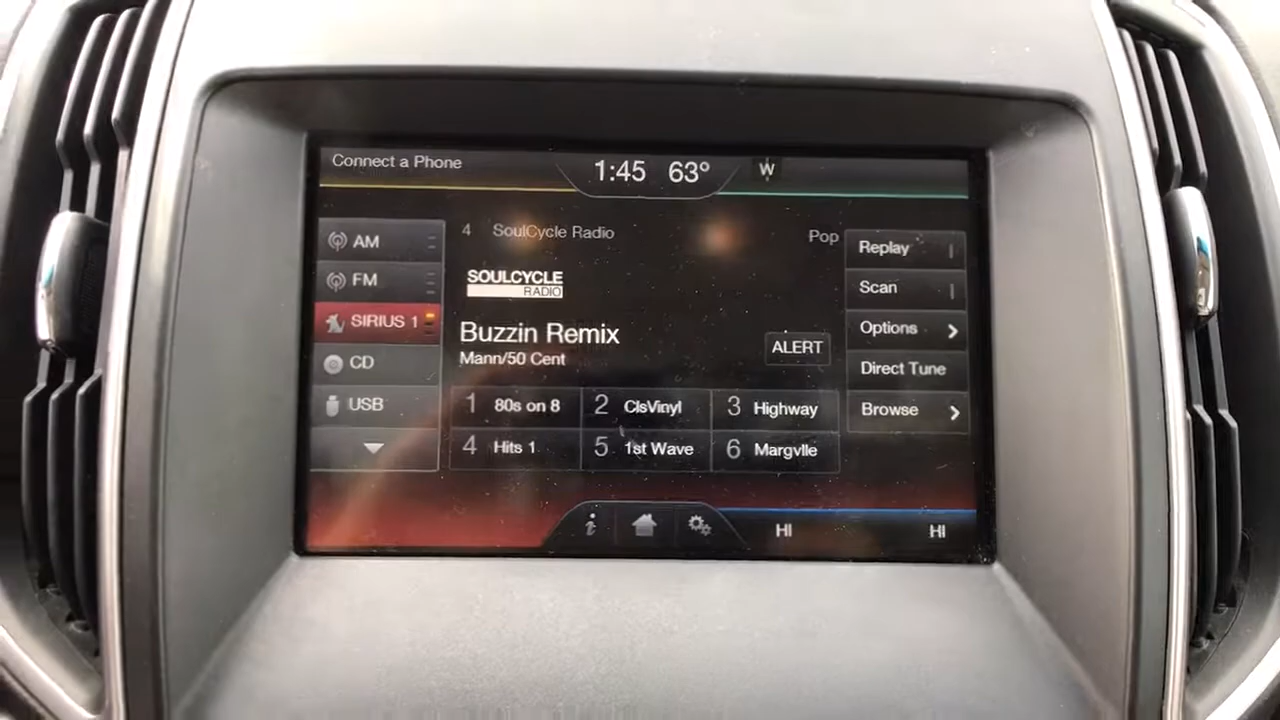 Connect a Phone
1:45 63º W
4 SoulCycle Radio Pop
SOULCYCLE
RADIO
Buzzin Remix
Mann/50 Cent
ALERT
AM
FM
SIRIUS 1
CD
USB
1 80s on 8
2 ClsVinyl
3 Highway
4 Hits 1
5 1st Wave
6 Margvlle
Replay
Scan
Options
Direct Tune
Browse
HI
HI